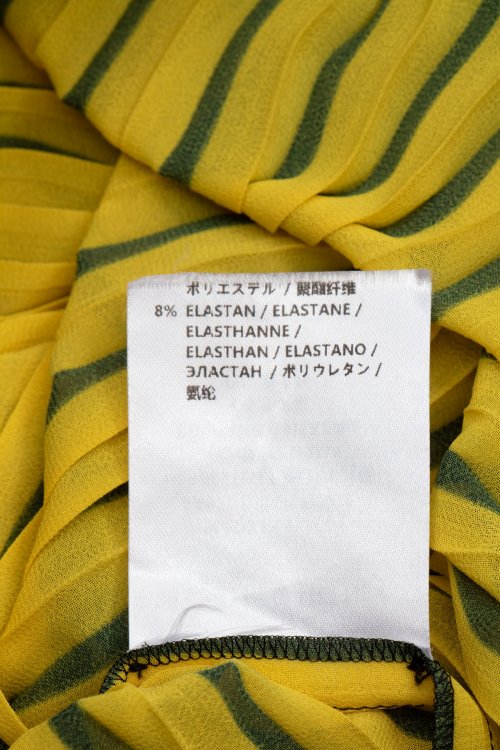 ポリエステル / 聚酯纤维
8% ELASTAN / ELASTANE /
ELASTHANNE /
ELASTHAN / ELASTANO /
ЭЛАСТАН / ポリウレタン /
氨纶